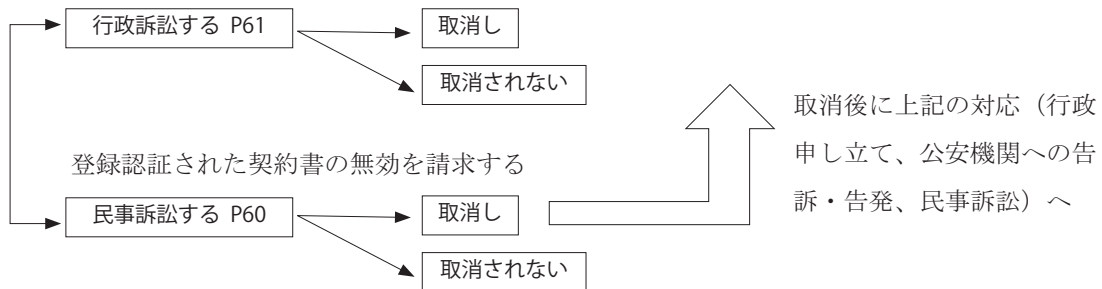 行政訴訟する P61
取消し
取消されない
登録認証された契約書の無効を請求する
民事訴訟する P60
取消し
取消されない
取消後に上記の対応（行政
申し立て、公安機関への告
訴・告発、民事訴訟）へ